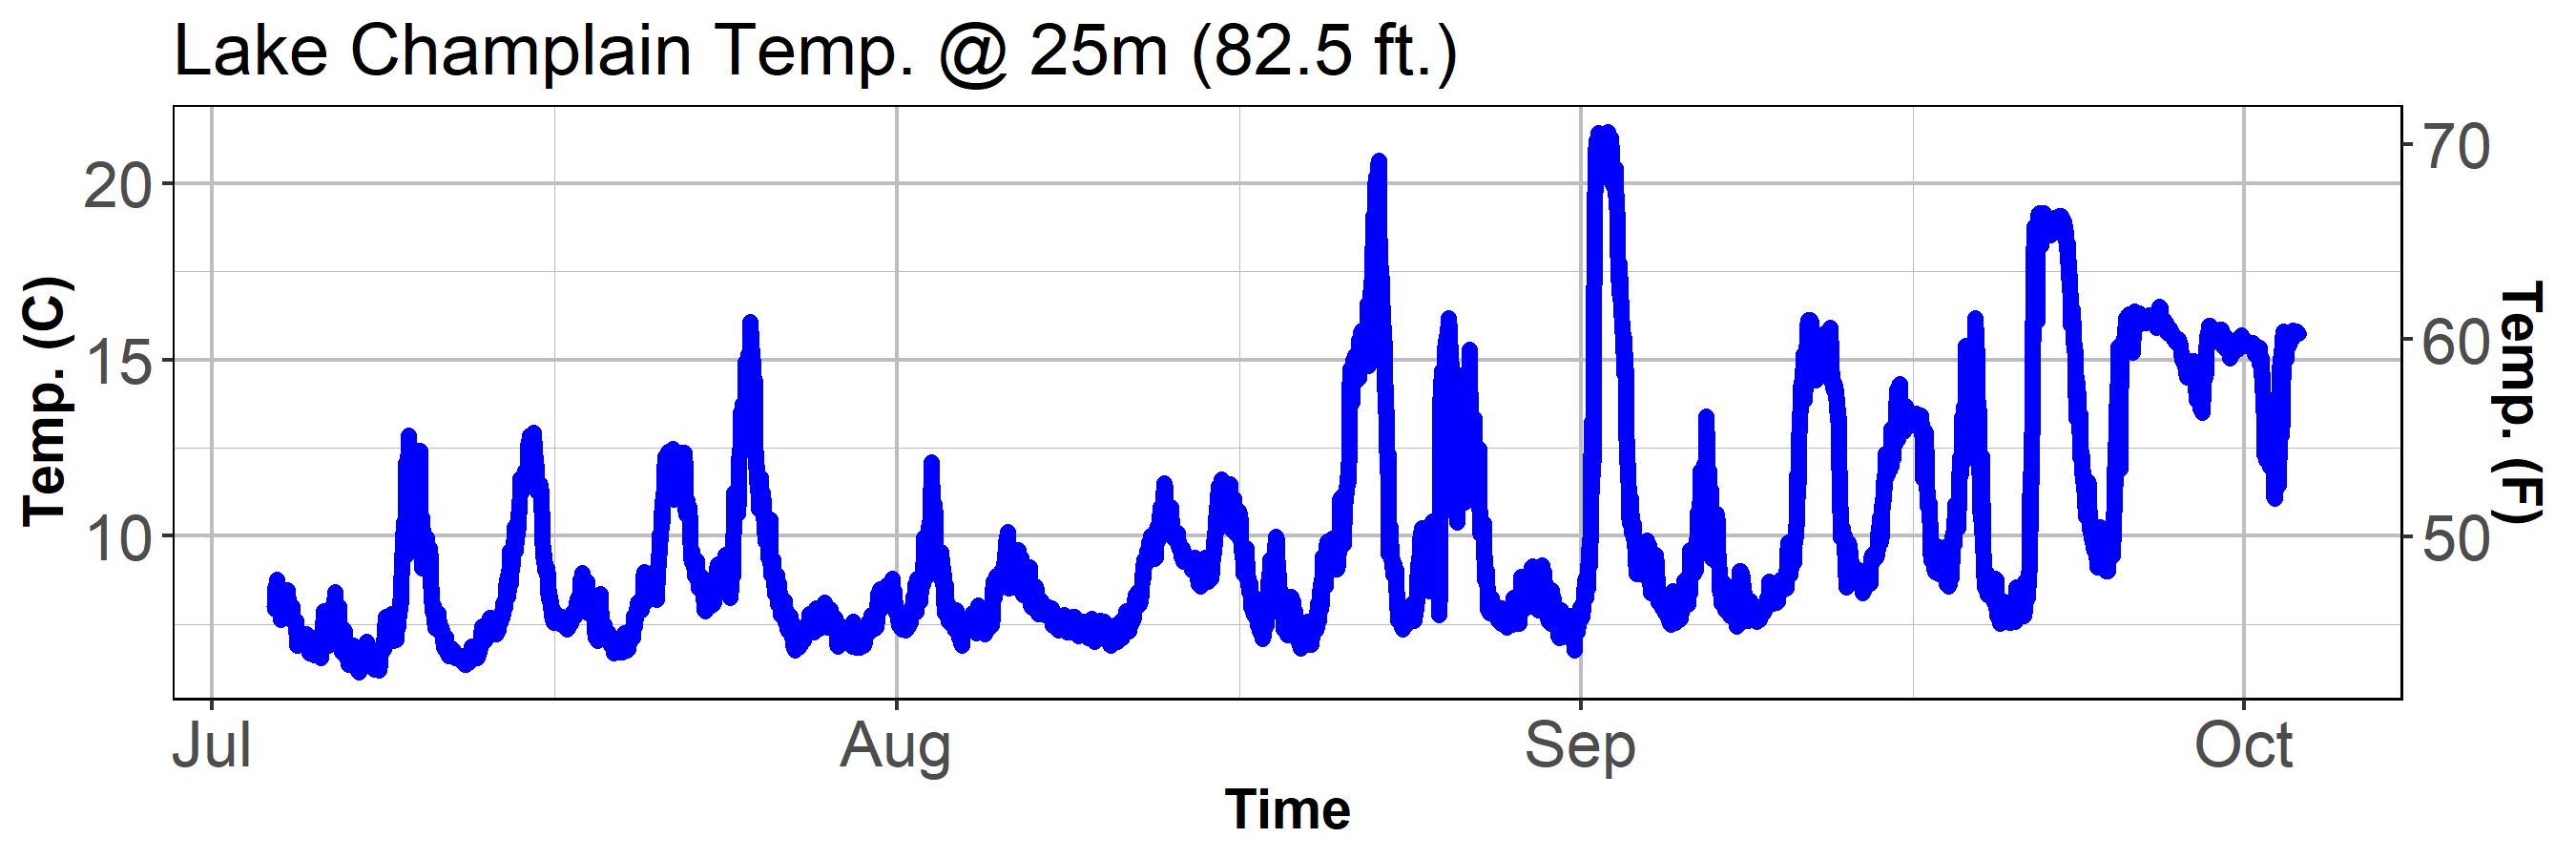 Lake Champlain Temp. @ 25m (82.5 ft.)
Temp. (C)
20
15
10
70
60
50
Temp. (F)
Jul Aug Sep Oct
Time